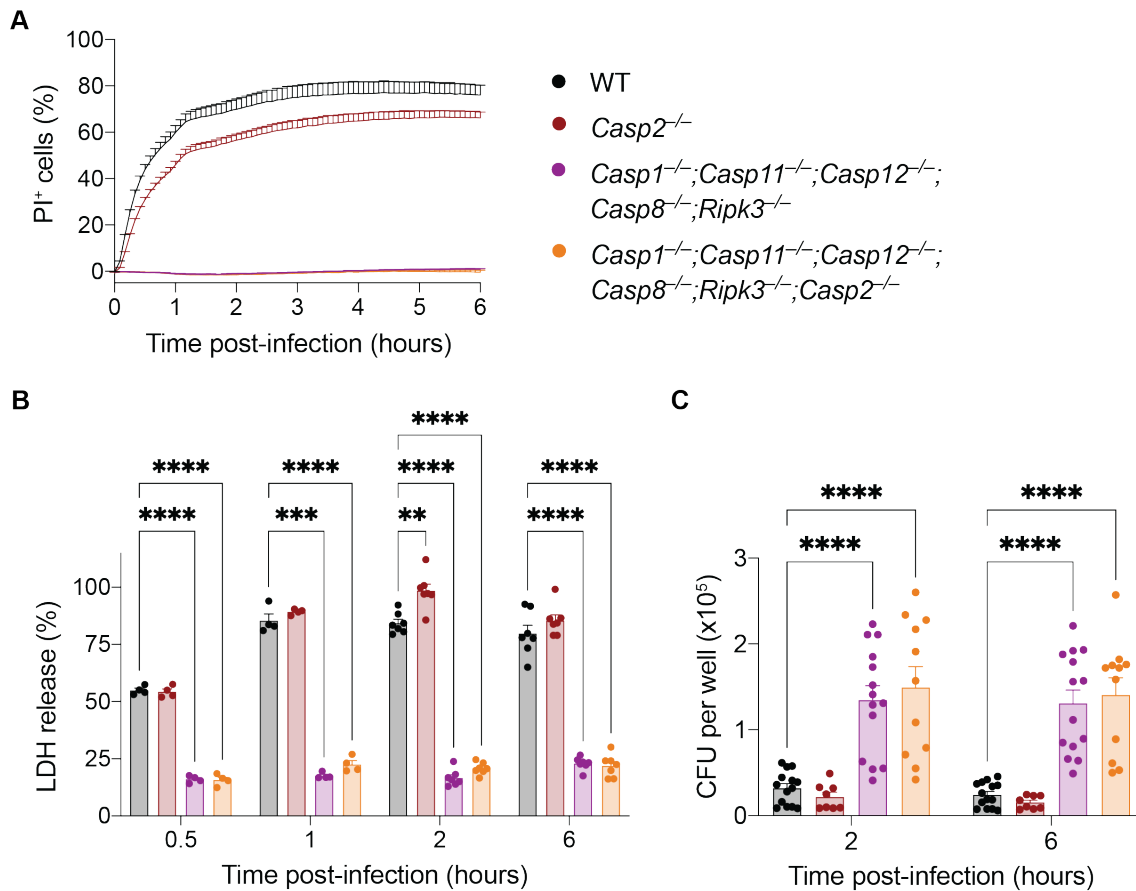 A
100
80
60
40
20
0
PI⁺ cells (%)
0 1 2 3 4 5 6
Time post-infection (hours)
WT
Casp2⁻/⁻
Casp1⁻/⁻;Casp11⁻/⁻;Casp12⁻/⁻;
Casp8⁻/⁻;Ripk3⁻/⁻
Casp1⁻/⁻;Casp11⁻/⁻;Casp12⁻/⁻;
Casp8⁻/⁻;Ripk3⁻/⁻;Casp2⁻/⁻
B
****
**** **** **** ****
**** *** ** ****
100
75
50
25
0
LDH release (%)
0.5 1 2 6
Time post-infection (hours)
C
**** ****
**** ****
3
2
1
0
CFU per well (x10⁵)
2 6
Time post-infection (hours)